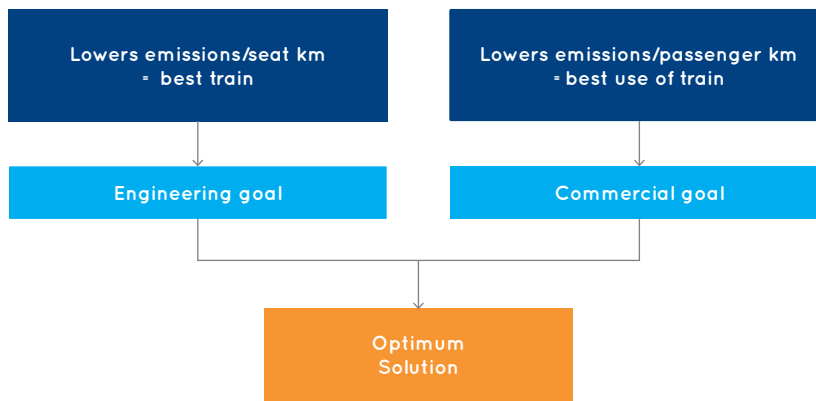 Lowers emissions/seat km
= best train
Lowers emissions/passenger km
= best use of train
Engineering goal
Commercial goal
Optimum
Solution